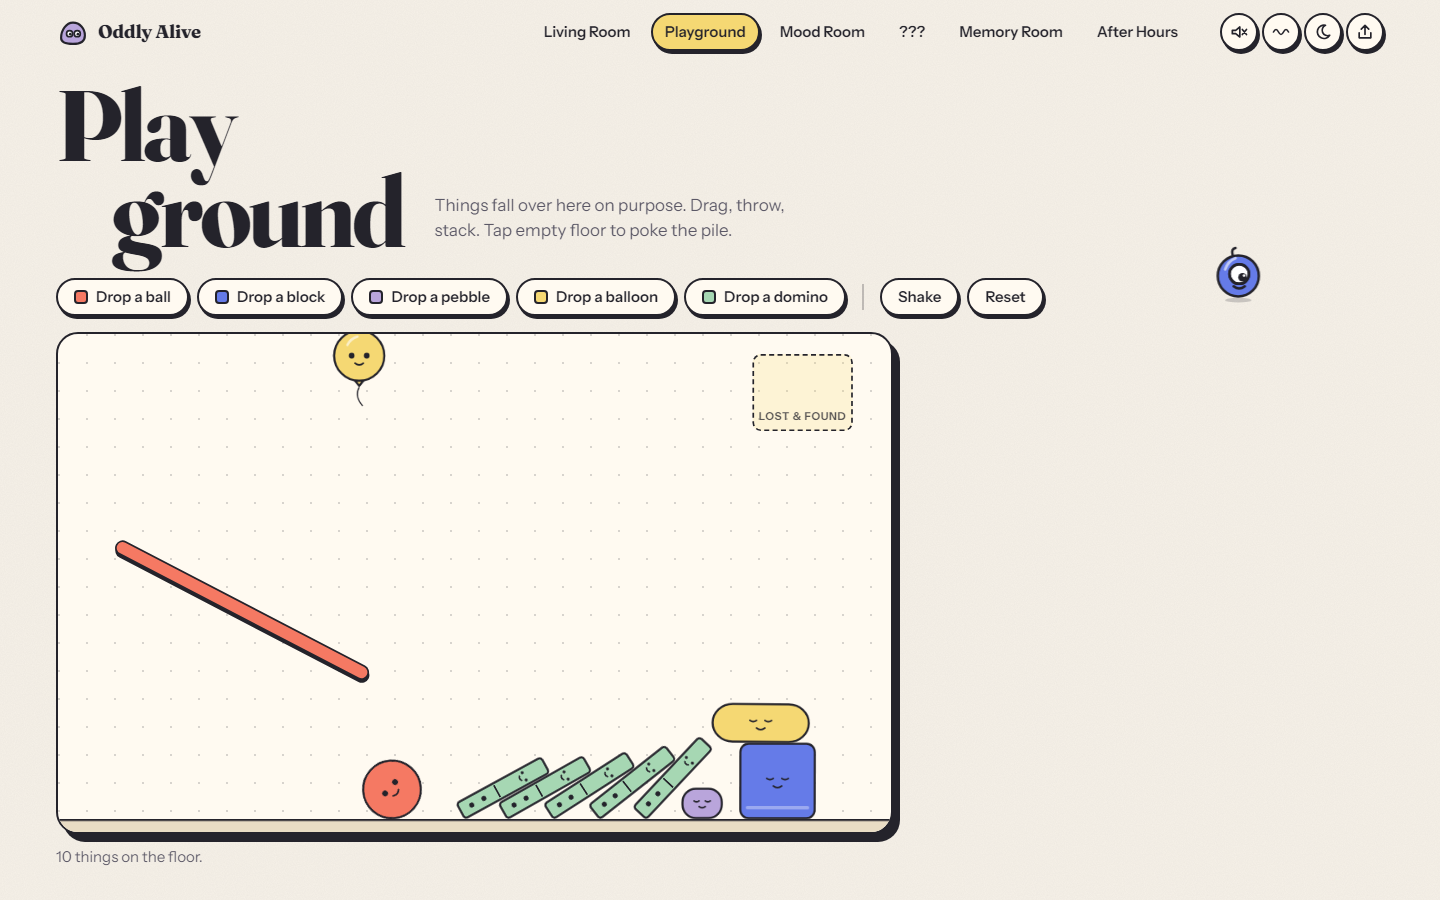 Oddly Alive
Living Room
Playground
Mood Room
???
Memory Room
After Hours
Play
ground
Things fall over here on purpose. Drag, throw,
stack. Tap empty floor to poke the pile.
Drop a ball
Drop a block
Drop a pebble
Drop a balloon
Drop a domino
Shake
Reset
LOST & FOUND
10 things on the floor.